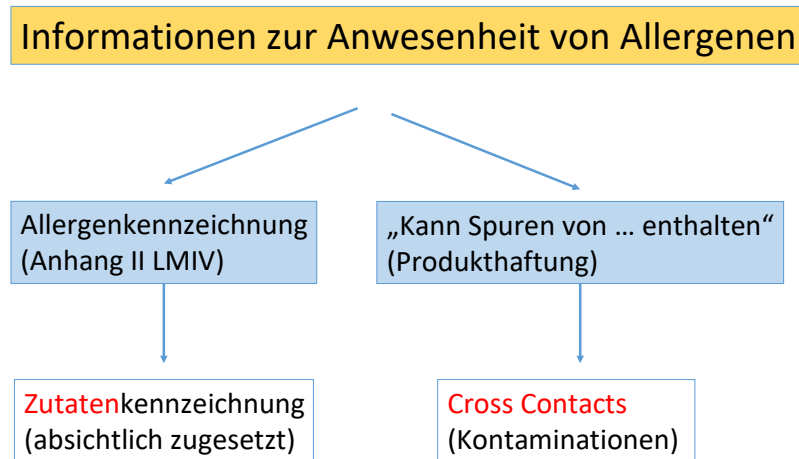 Informationen zur Anwesenheit von Allergenen
Allergenkennzeichnung
(Anhang II LMIV)
„Kann Spuren von … enthalten“
(Produkthaftung)
Zutatenkennzeichnung
(absichtlich zugesetzt)
Cross Contacts
(Kontaminationen)